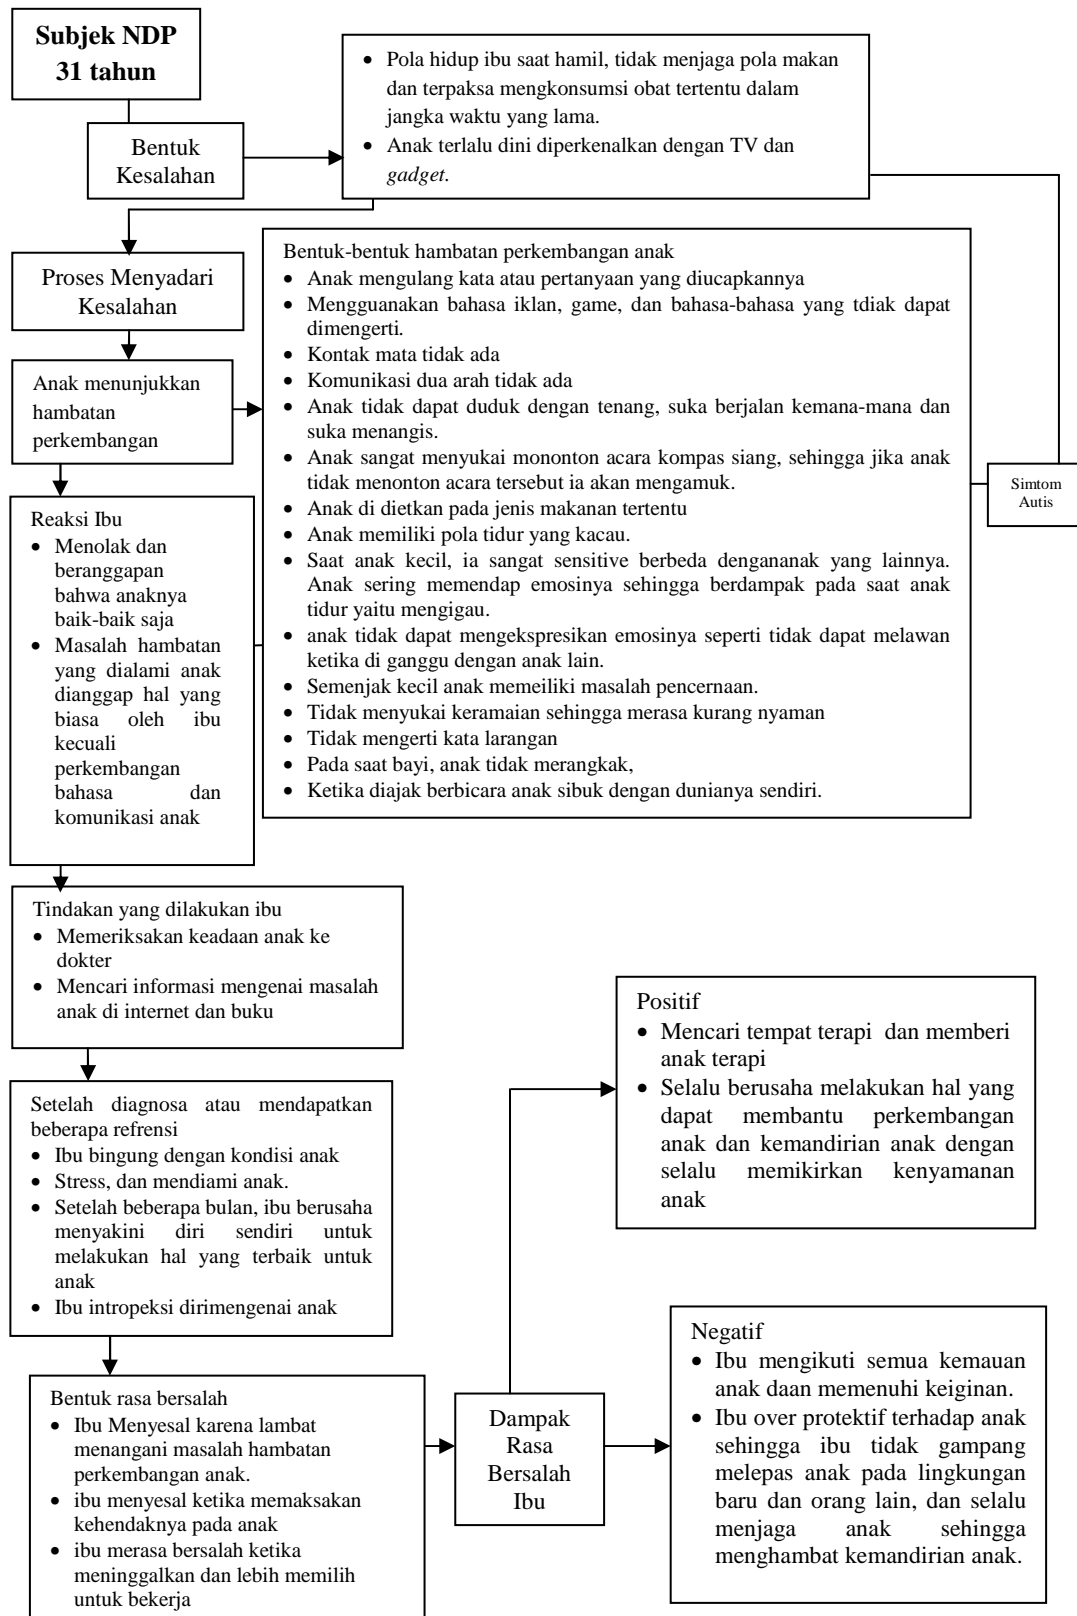 Subjek NDP
31 tahun
Bentuk
Kesalahan
• Pola hidup ibu saat hamil, tidak menjaga pola makan
dan terpaksa mengkonsumsi obat tertentu dalam
jangka waktu yang lama.
• Anak terlalu dini diperkenalkan dengan TV dan
gadget.
Proses Menyadari
Kesalahan
Anak menunjukkan
hambatan
perkembangan
Bentuk-bentuk hambatan perkembangan anak
• Anak mengulang kata atau pertanyaan yang diucapkannya
• Mengguanakan bahasa iklan, game, dan bahasa-bahasa yang tdiak dapat
dimengerti.
• Kontak mata tidak ada
• Komunikasi dua arah tidak ada
• Anak tidak dapat duduk dengan tenang, suka berjalan kemana-mana dan
suka menangis.
• Anak sangat menyukai mononton acara kompas siang, sehingga jika anak
tidak menonton acara tersebut ia akan mengamuk.
• Anak di dietkan pada jenis makanan tertentu
• Anak memiliki pola tidur yang kacau.
• Saat anak kecil, ia sangat sensitive berbeda dengananak yang lainnya.
Anak sering memendap emosinya sehingga berdampak pada saat anak
tidur yaitu mengigau.
• anak tidak dapat mengekspresikan emosinya seperti tidak dapat melawan
ketika di ganggu dengan anak lain.
• Semenjak kecil anak memeiliki masalah pencernaan.
• Tidak menyukai keramaian sehingga merasa kurang nyaman
• Tidak mengerti kata larangan
• Pada saat bayi, anak tidak merangkak,
• Ketika diajak berbicara anak sibuk dengan dunianya sendiri.
Simtom
Autis
Reaksi Ibu
• Menolak dan
beranggapan
bahwa anaknya
baik-baik saja
• Masalah hambatan
yang dialami anak
dianggap hal yang
biasa oleh ibu
kecuali
perkembangan
bahasa dan
komunikasi anak
Tindakan yang dilakukan ibu
• Memeriksakan keadaan anak ke
dokter
• Mencari informasi mengenai masalah
anak di internet dan buku
Setelah diagnosa atau mendapatkan
beberapa refrensi
• Ibu bingung dengan kondisi anak
• Stress, dan mendiami anak.
• Setelah beberapa bulan, ibu berusaha
menyakini diri sendiri untuk
melakukan hal yang terbaik untuk
anak
• Ibu intropeksi dirimengenai anak
Bentuk rasa bersalah
• Ibu Menyesal karena lambat
menangani masalah hambatan
perkembangan anak.
• ibu menyesal ketika memaksakan
kehendaknya pada anak
• ibu merasa bersalah ketika
meninggalkan dan lebih memilih
untuk bekerja
Dampak
Rasa
Bersalah
Ibu
Positif
• Mencari tempat terapi dan memberi
anak terapi
• Selalu berusaha melakukan hal yang
dapat membantu perkembangan
anak dan kemandirian anak dengan
selalu memikirkan kenyamanan
anak
Negatif
• Ibu mengikuti semua kemauan
anak daan memenuhi keiginan.
• Ibu over protektif terhadap anak
sehingga ibu tidak gampang
melepas anak pada lingkungan
baru dan orang lain, dan selalu
menjaga anak sehingga
menghambat kemandirian anak.